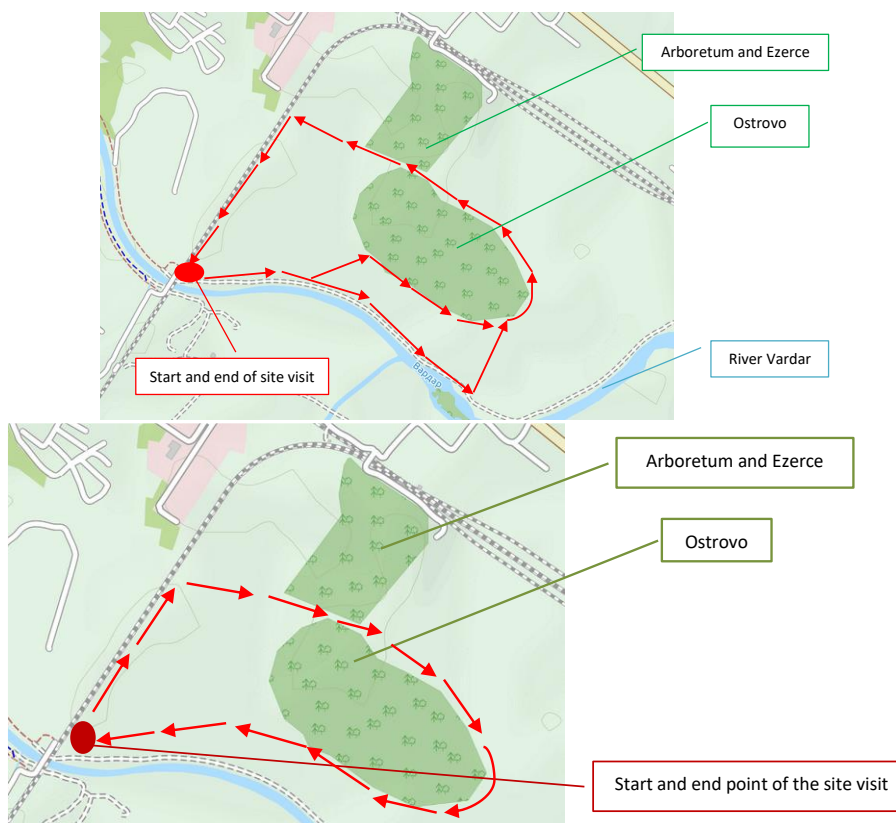 Arboretum and Ezerce
Ostrovo
River Vardar
Start and end of site visit
Вардар
Arboretum and Ezerce
Ostrovo
Start and end point of the site visit